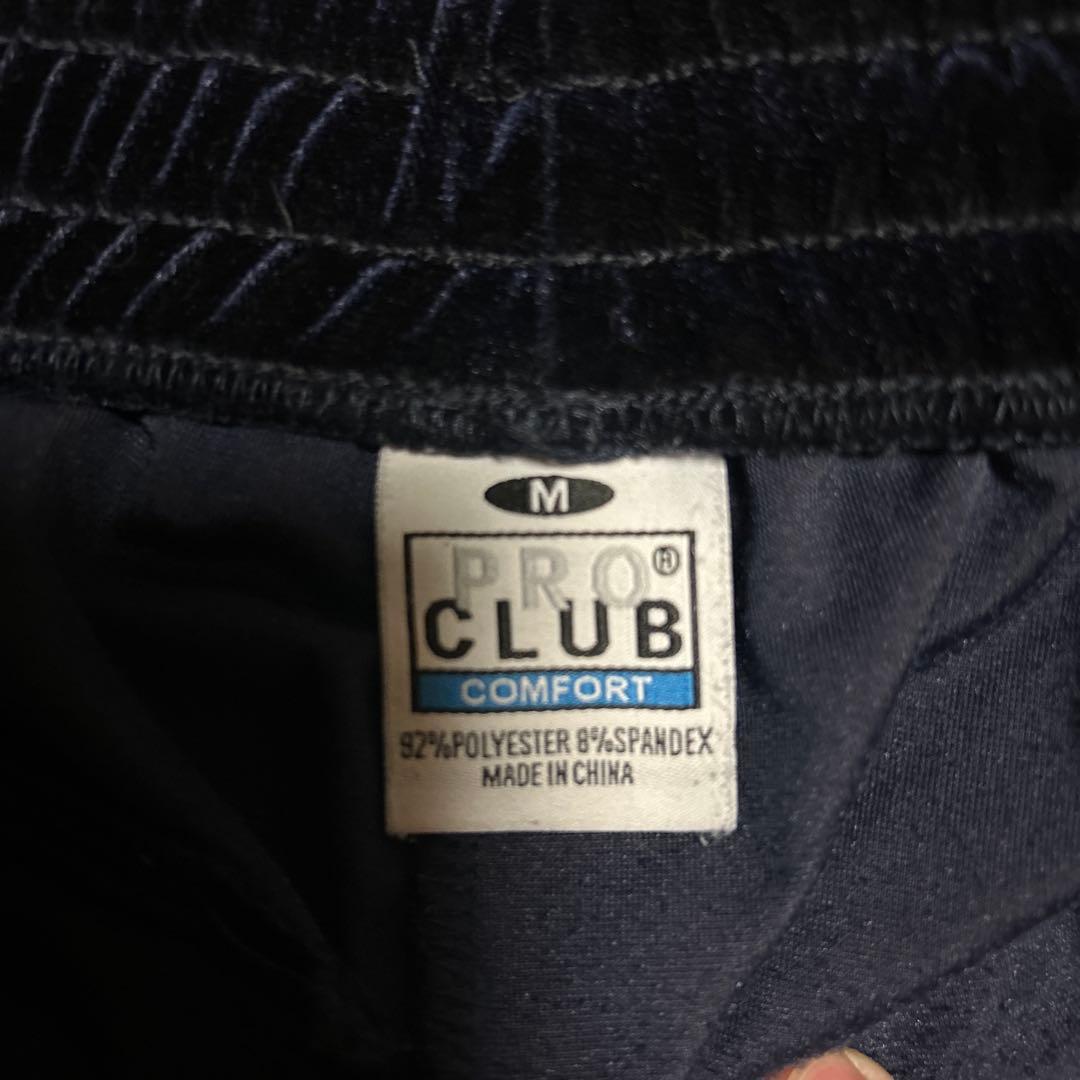 M
PRO®
CLUB
COMFORT
92%POLYESTER 8%SPANDEX
MADE IN CHINA